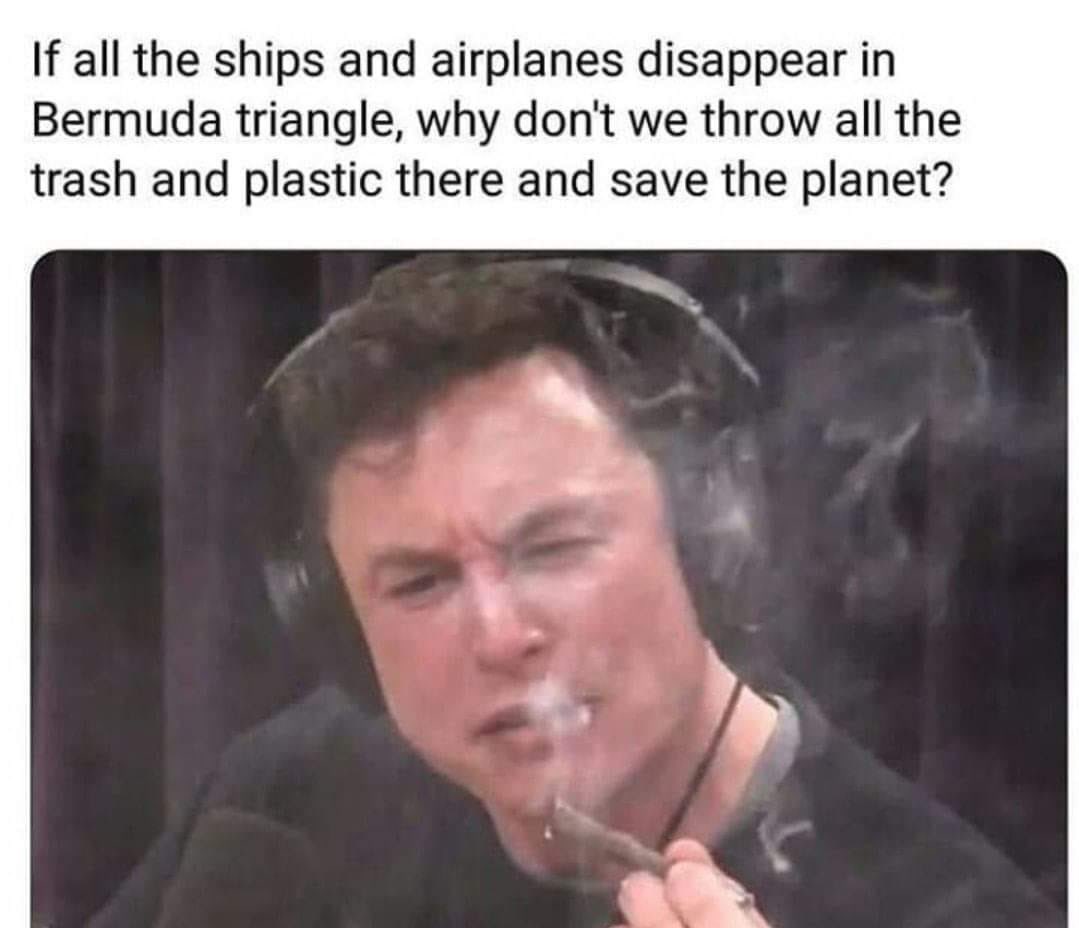 If all the ships and airplanes disappear in
Bermuda triangle, why don't we throw all the
trash and plastic there and save the planet?